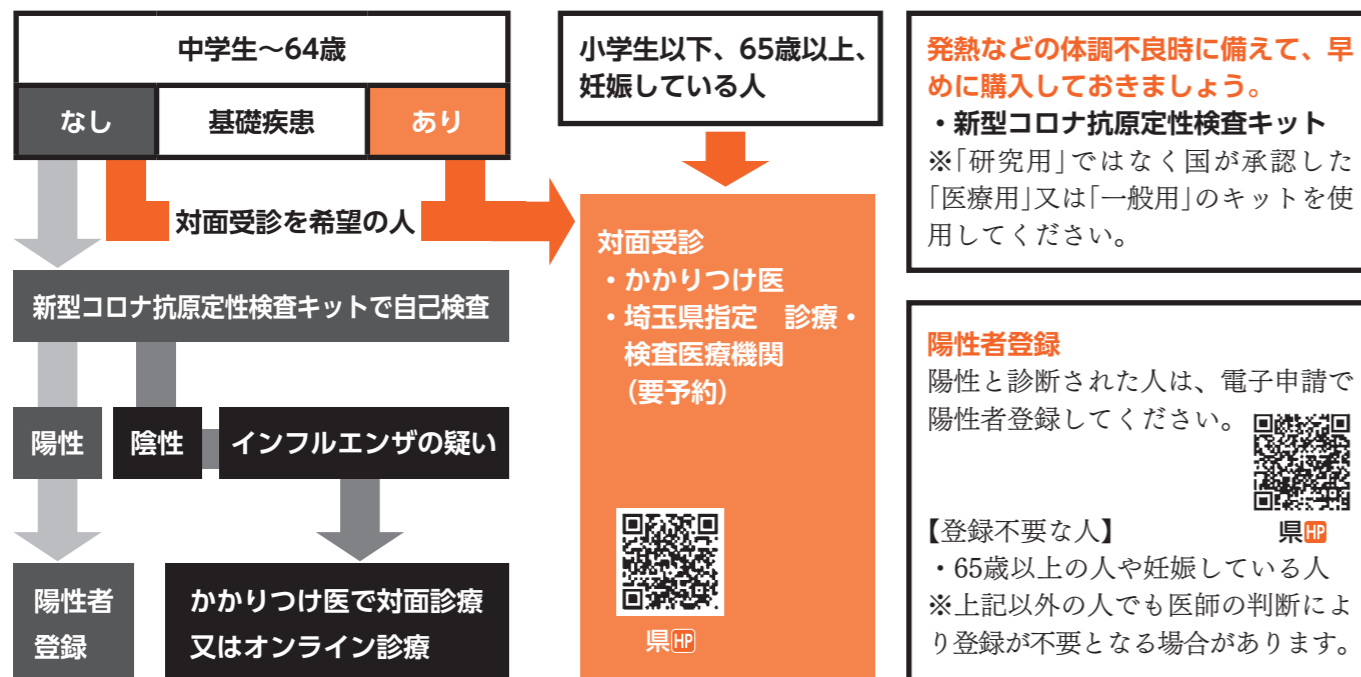 中学生〜64歳
なし
基礎疾患
あり
対面受診を希望の人
新型コロナ抗原定性検査キットで自己検査
陽性
陰性
インフルエンザの疑い
陽性者
登録
かかりつけ医で対面診療
又はオンライン診療
小学生以下、65歳以上、
妊娠している人
対面受診
・かかりつけ医
・埼玉県指定　診療・
検査医療機関
（要予約）
県HP
発熱などの体調不良時に備えて、早
めに購入しておきましょう。
・新型コロナ抗原定性検査キット
※「研究用」ではなく国が承認した
「医療用」又は「一般用」のキットを使
用してください。
陽性者登録
陽性と診断された人は、電子申請で
陽性者登録してください。
県HP
【登録不要な人】
・65歳以上の人や妊娠している人
※上記以外の人でも医師の判断によ
り登録が不要となる場合があります。